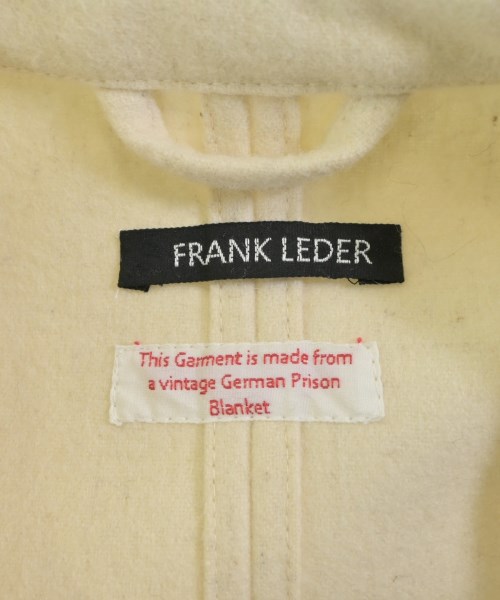 FRANK LEDER
This Garment is made from
a vintage German Prison
Blanket